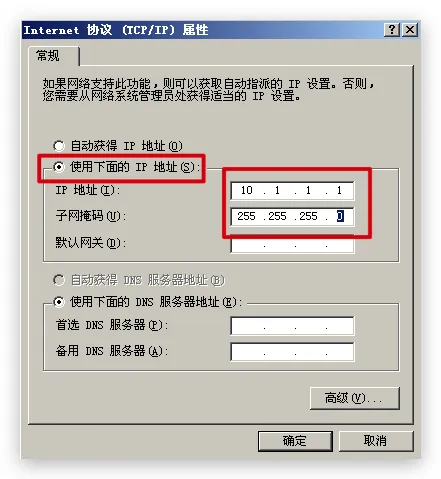 Internet 协议 (TCP/IP) 属性
常规
如果网络支持此功能，则可以获取自动指派的 IP 设置。否则，
您需要从网络系统管理员处获得适当的 IP 设置。
自动获得 IP 地址(O)
使用下面的 IP 地址(S):
IP 地址(I): 10 . 1 . 1 . 1
子网掩码(U): 255 .255 .255 . 0
默认网关(D): . . .
自动获得 DNS 服务器地址(B)
使用下面的 DNS 服务器地址(E):
首选 DNS 服务器(P): . . .
备用 DNS 服务器(A): . . .
高级(V)...
确定 取消